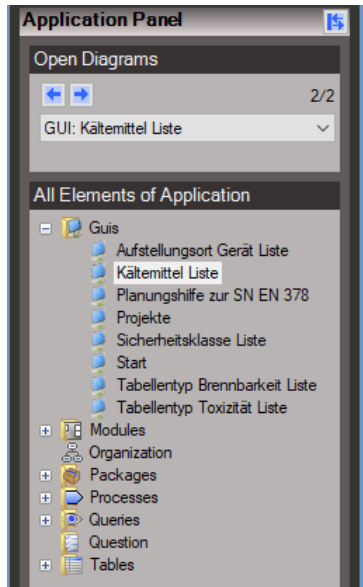 Application Panel
Open Diagrams
2/2
GUI: Kältemittel Liste
All Elements of Application
Guis
Aufstellungsort Gerät Liste
Kältemittel Liste
Planungshilfe zur SN EN 378
Projekte
Sicherheitsklasse Liste
Start
Tabellentyp Brennbarkeit Liste
Tabellentyp Toxizität Liste
Modules
Organization
Packages
Processes
Queries
Question
Tables